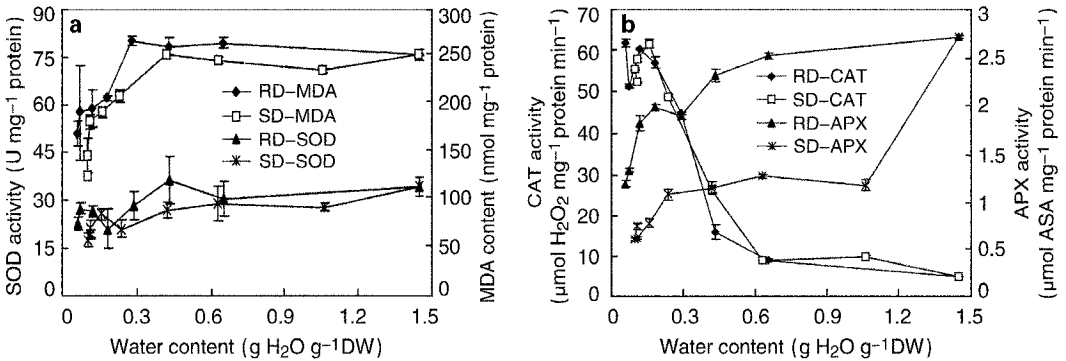 a
SOD activity (U mg⁻¹ protein)
90
75
60
45
30
15
0
RD–MDA
SD–MDA
RD–SOD
SD–SOD
300
250
200
150
100
50
0
MDA content (nmol mg⁻¹ protein)
0 0.3 0.6 0.9 1.2 1.5
Water content (g H₂O g⁻¹DW)
b
CAT activity
(μmol H₂O₂ mg⁻¹protein min⁻¹)
70
60
50
40
30
20
10
0
RD–CAT
SD–CAT
RD–APX
SD–APX
3
2.5
2
1.5
1
0.5
0
APX activity
(μmol ASA mg⁻¹protein min⁻¹)
0 0.3 0.6 0.9 1.2 1.5
Water content (g H₂O g⁻¹DW)